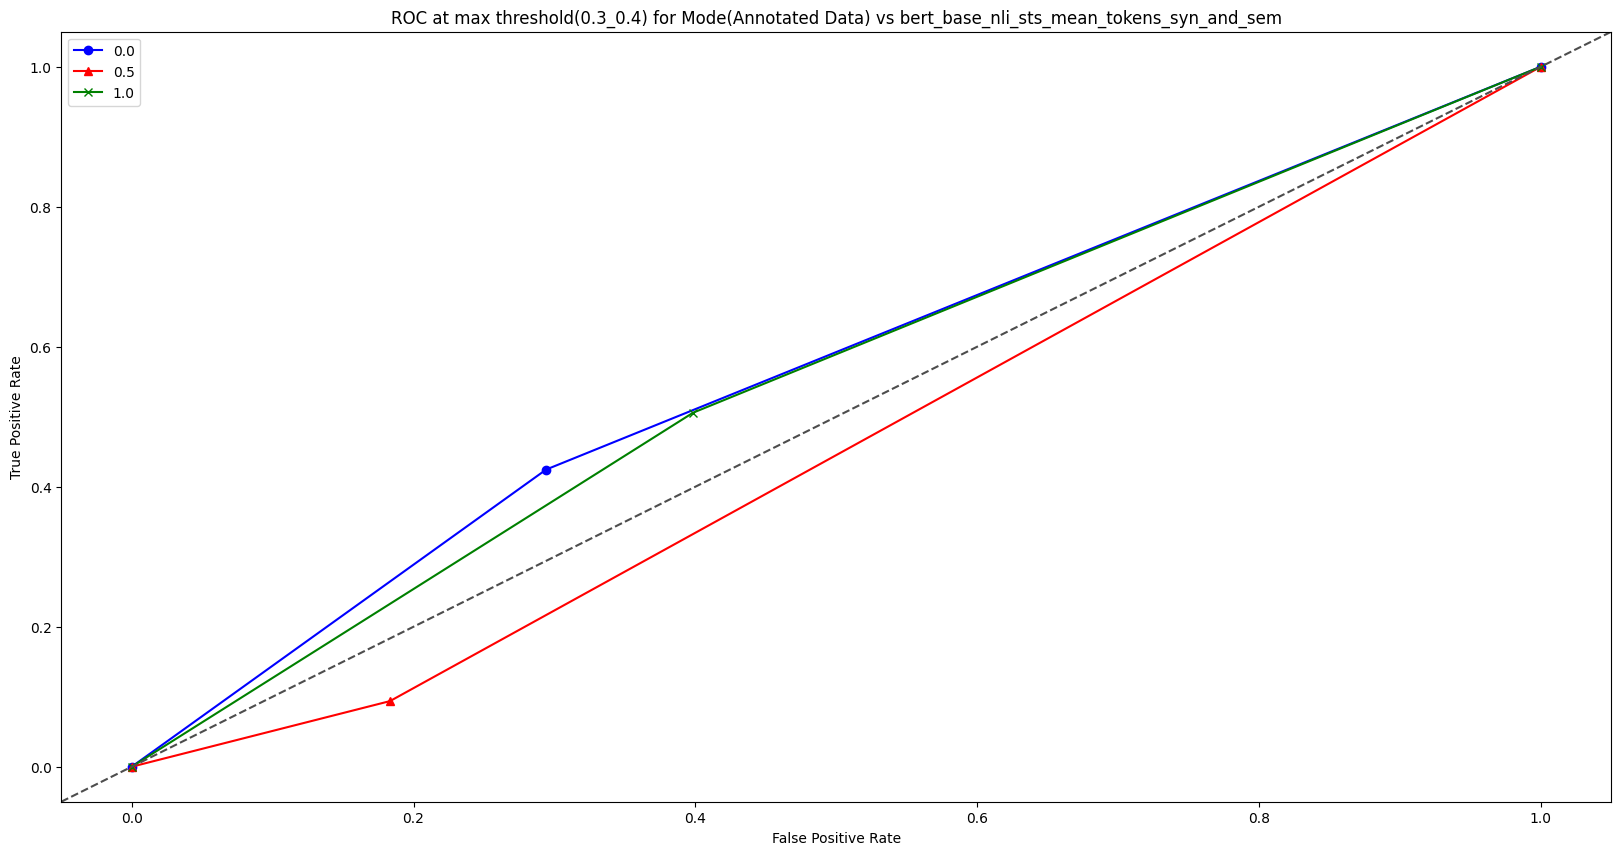 ROC at max threshold(0.3_0.4) for Mode(Annotated Data) vs bert_base_nli_sts_mean_tokens_syn_and_sem
0.0
0.5
1.0
True Positive Rate
1.0
0.8
0.6
0.4
0.2
0.0
0.0 0.2 0.4 0.6 0.8 1.0
False Positive Rate